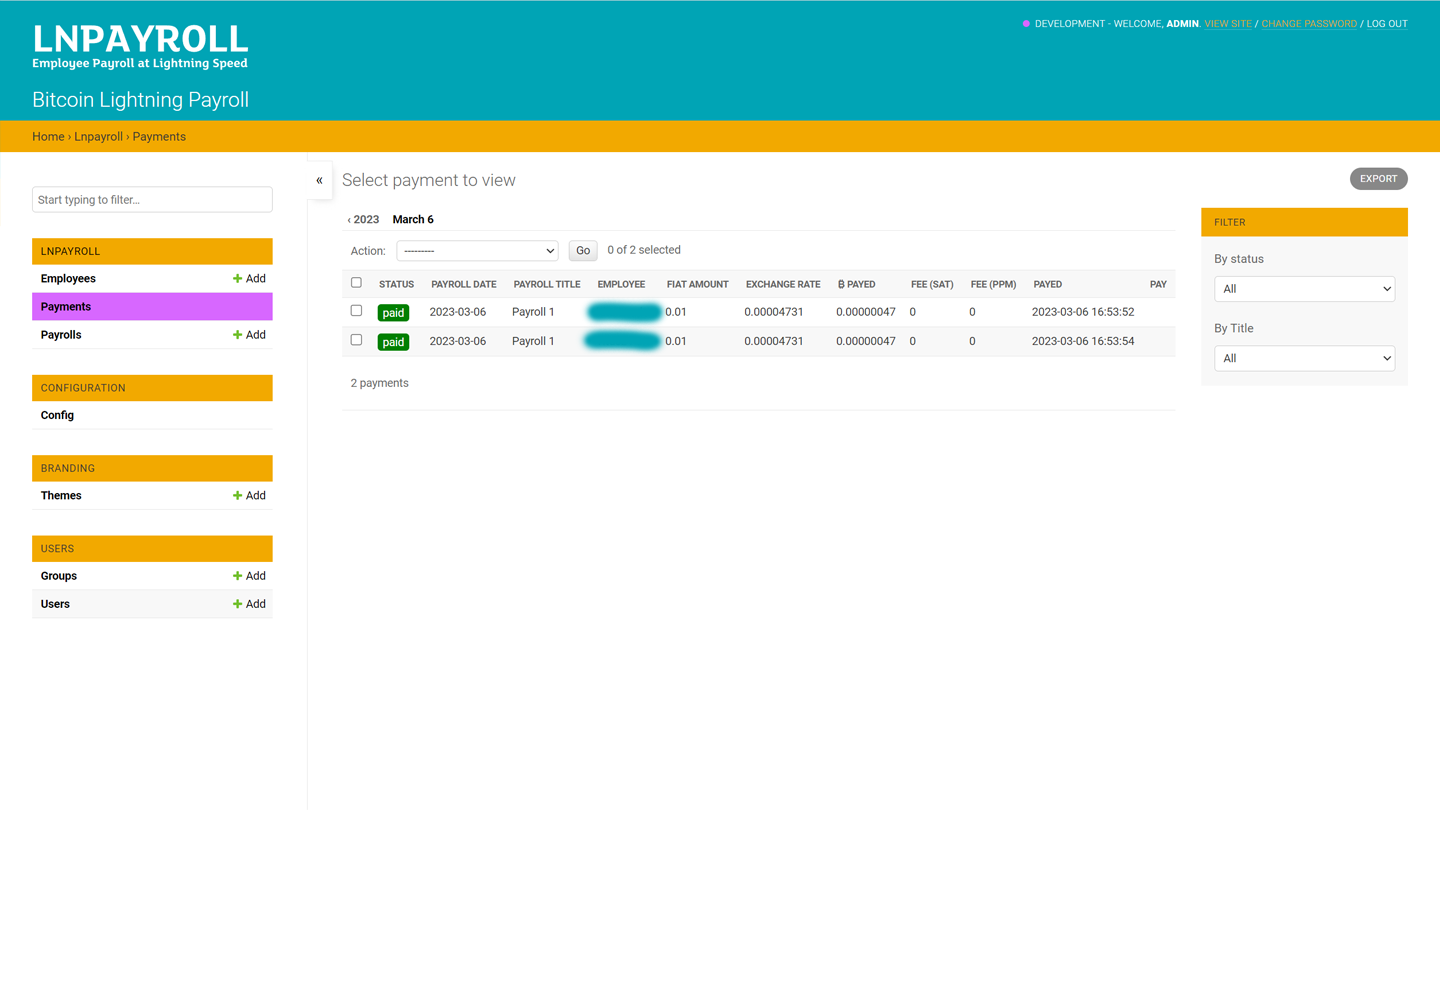 LNPAYROLL
Employee Payroll at Lightning Speed
Bitcoin Lightning Payroll
DEVELOPMENT - WELCOME, ADMIN. VIEW SITE / CHANGE PASSWORD / LOG OUT
Home › Lnpayroll › Payments
Start typing to filter...
LNPAYROLL
Employees + Add
Payments
Payrolls + Add
CONFIGURATION
Config
BRANDING
Themes + Add
USERS
Groups + Add
Users + Add
«
Select payment to view
EXPORT
‹ 2023 March 6
Action: --------- Go 0 of 2 selected
STATUS PAYROLL DATE PAYROLL TITLE EMPLOYEE FIAT AMOUNT EXCHANGE RATE ₿ PAYED FEE (SAT) FEE (PPM) PAYED PAY
paid 2023-03-06 Payroll 1 0.01 0.00004731 0.00000047 0 0 2023-03-06 16:53:52
paid 2023-03-06 Payroll 1 0.01 0.00004731 0.00000047 0 0 2023-03-06 16:53:54
2 payments
FILTER
By status
All
By Title
All